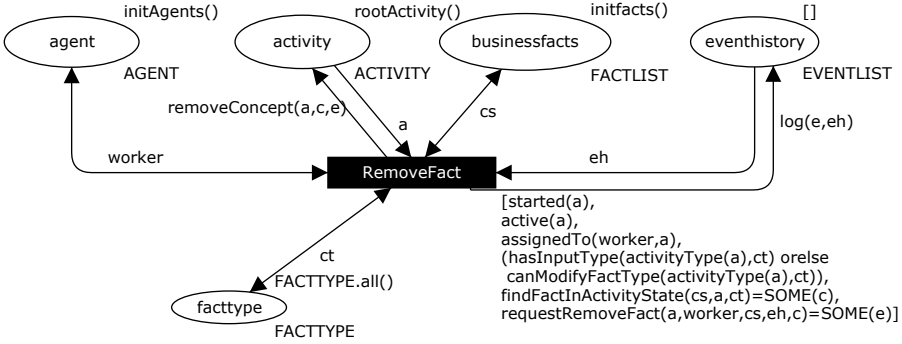 initAgents()
rootActivity()
initfacts()
[]
agent
activity
businessfacts
eventhistory
AGENT
ACTIVITY
FACTLIST
EVENTLIST
removeConcept(a,c,e)
a
cs
log(e,eh)
worker
eh
RemoveFact
[started(a),
active(a),
assignedTo(worker,a),
(hasInputType(activityType(a),ct) orelse
canModifyFactType(activityType(a),ct)),
findFactInActivityState(cs,a,ct)=SOME(c),
requestRemoveFact(a,worker,cs,eh,c)=SOME(e)]
ct
FACTTYPE.all()
facttype
FACTTYPE